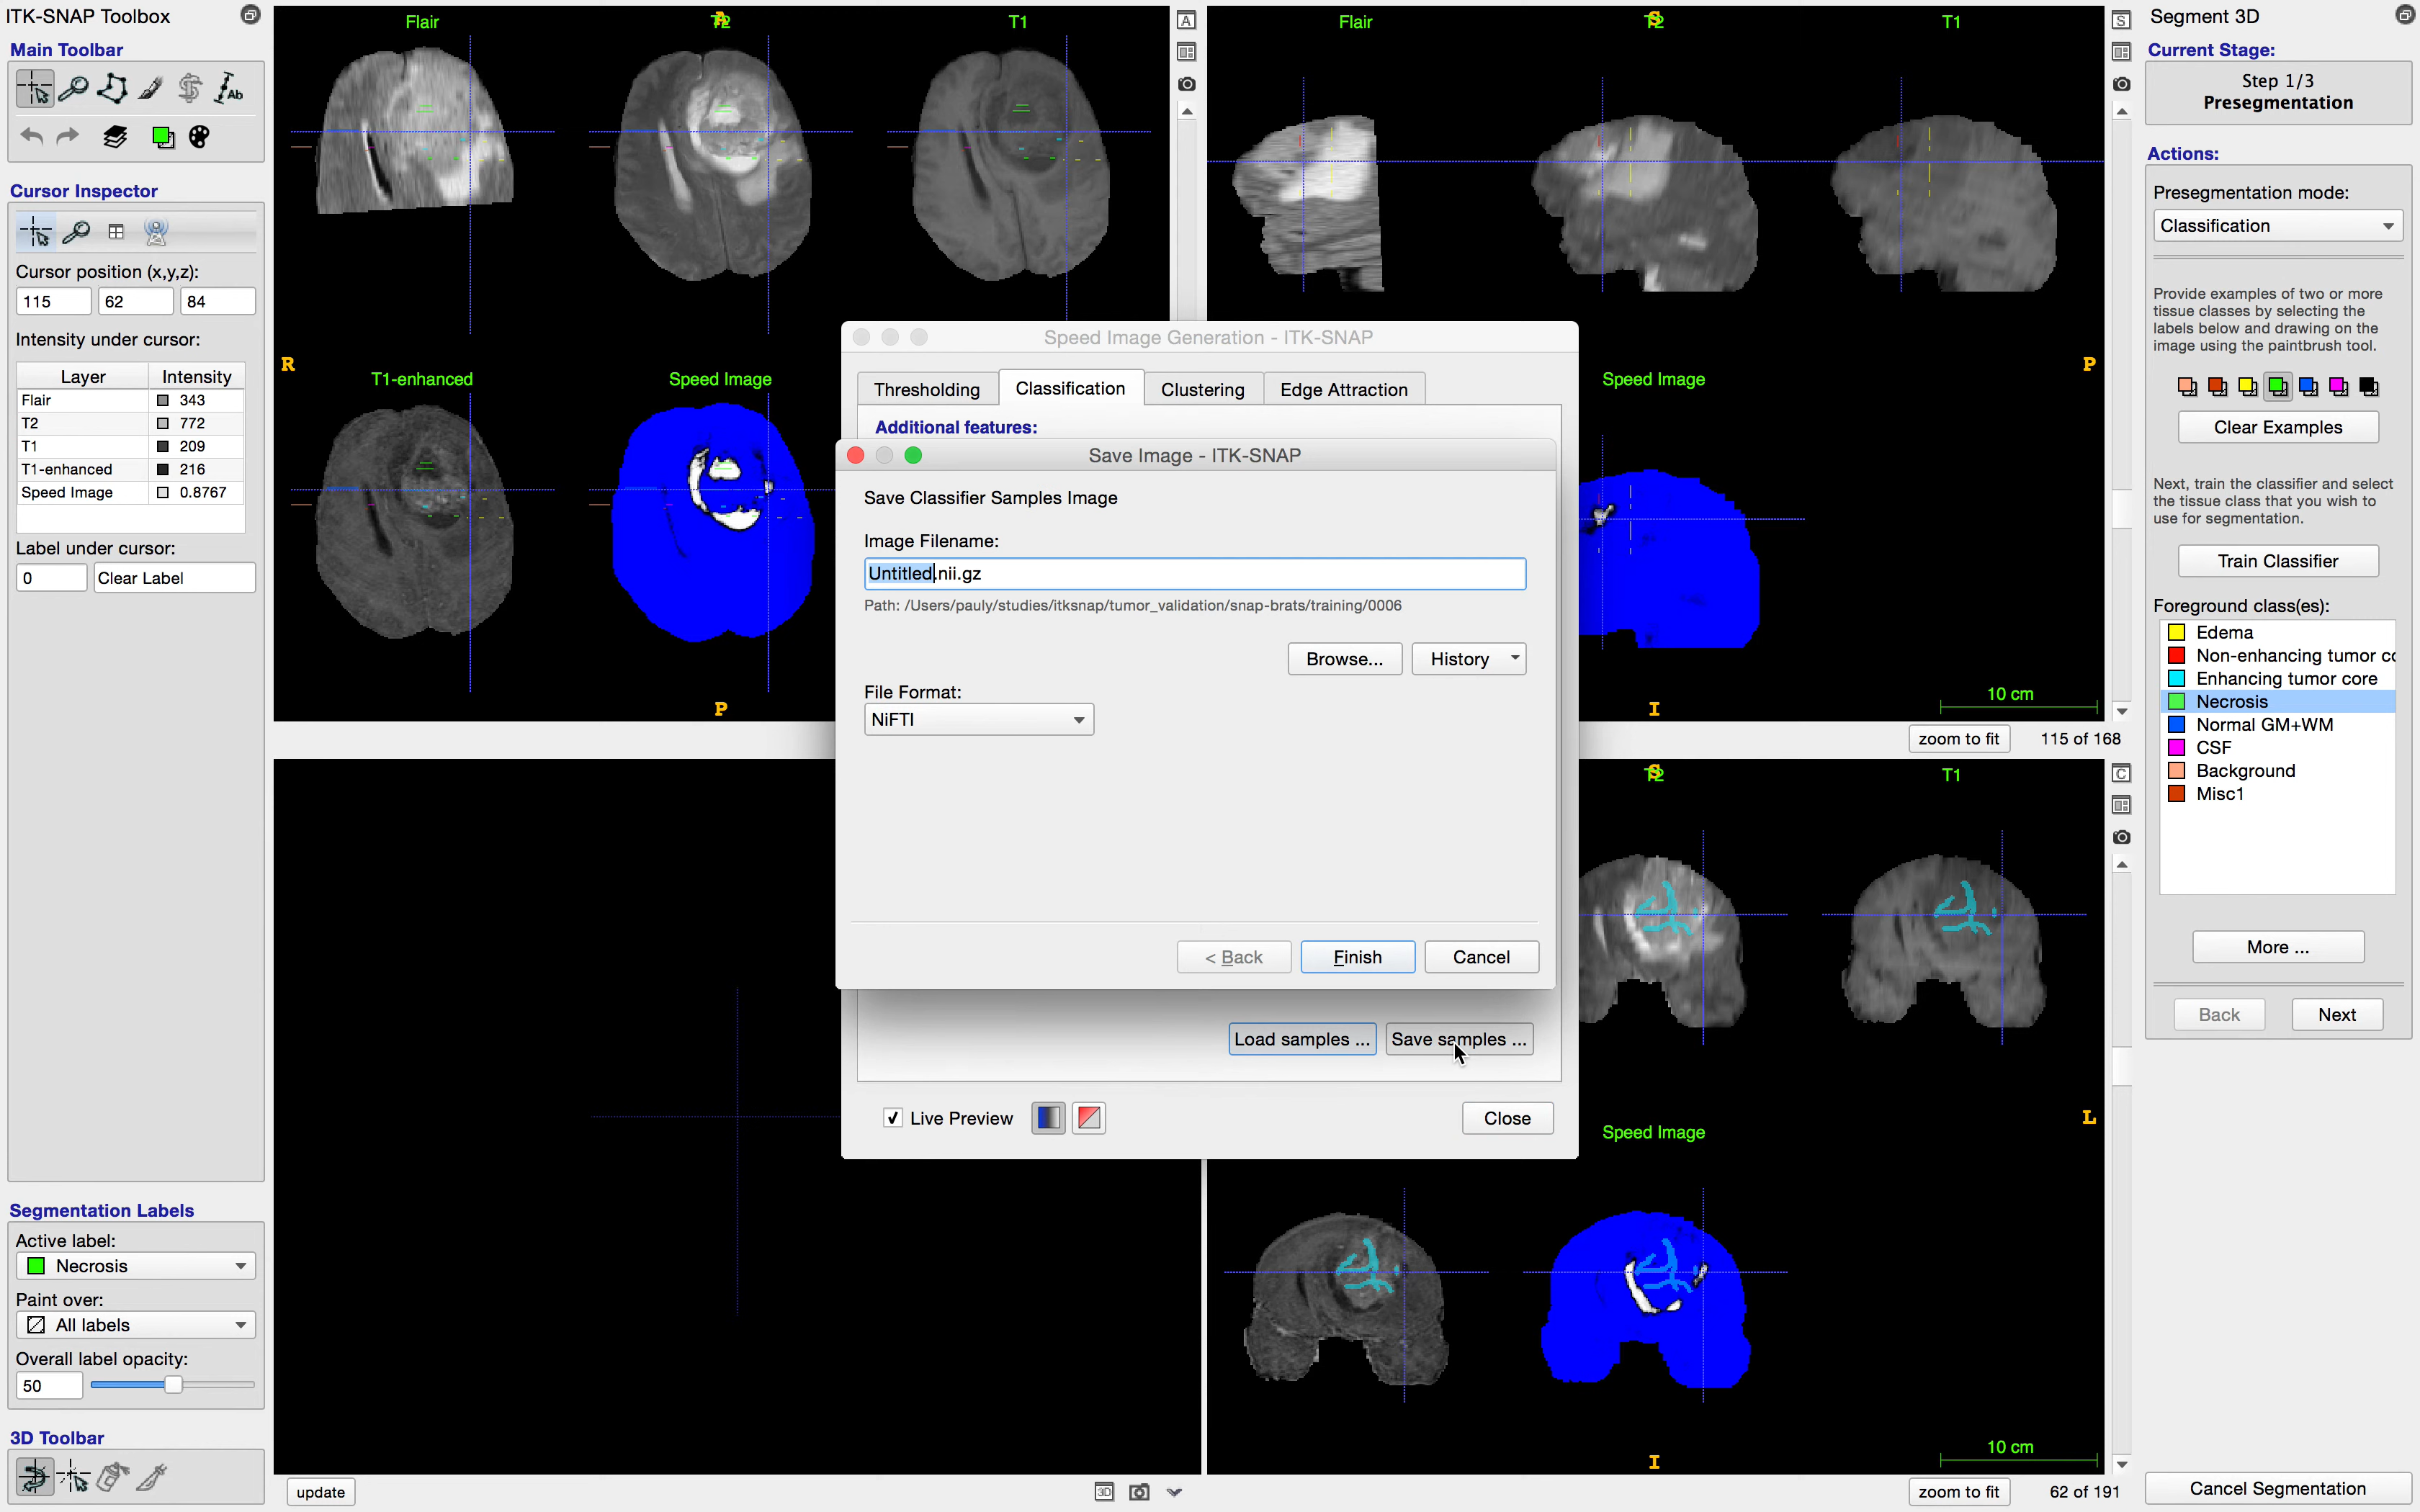 ITK-SNAP Toolbox
Main Toolbar
Ab
Cursor Inspector
Cursor position (x,y,z):
115 62 84
Intensity under cursor:
Layer Intensity
Flair 343
T2 772
T1 209
T1-enhanced 216
Speed Image 0.8767
Label under cursor:
0 Clear Label
Segmentation Labels
Active label:
Necrosis
Paint over:
All labels
Overall label opacity:
50
3D Toolbar
Flair
T2
A
T1
A
R
T1-enhanced
Speed Image
P
Flair
T2
S
T1
S
P
Speed Image
10 cm
I
zoom to fit 115 of 168
Speed Image Generation - ITK-SNAP
Thresholding Classification Clustering Edge Attraction
Additional features:
Save Image - ITK-SNAP
Save Classifier Samples Image
Image Filename:
Untitled.nii.gz
Path: /Users/pauly/studies/itksnap/tumor_validation/snap-brats/training/0006
Browse... History
File Format:
NiFTI
< Back Finish Cancel
Load samples ... Save samples ...
Live Preview Close
T2
S
T1
C
L
Speed Image
10 cm
I
update
3D
zoom to fit 62 of 191
Segment 3D
Current Stage:
Step 1/3
Presegmentation
Actions:
Presegmentation mode:
Classification
Provide examples of two or more
tissue classes by selecting the
labels below and drawing on the
image using the paintbrush tool.
Clear Examples
Next, train the classifier and select
the tissue class that you wish to
use for segmentation.
Train Classifier
Foreground class(es):
Edema
Non-enhancing tumor
Enhancing tumor core
Necrosis
Normal GM+WM
CSF
Background
Misc1
More ...
Back Next
Cancel Segmentation